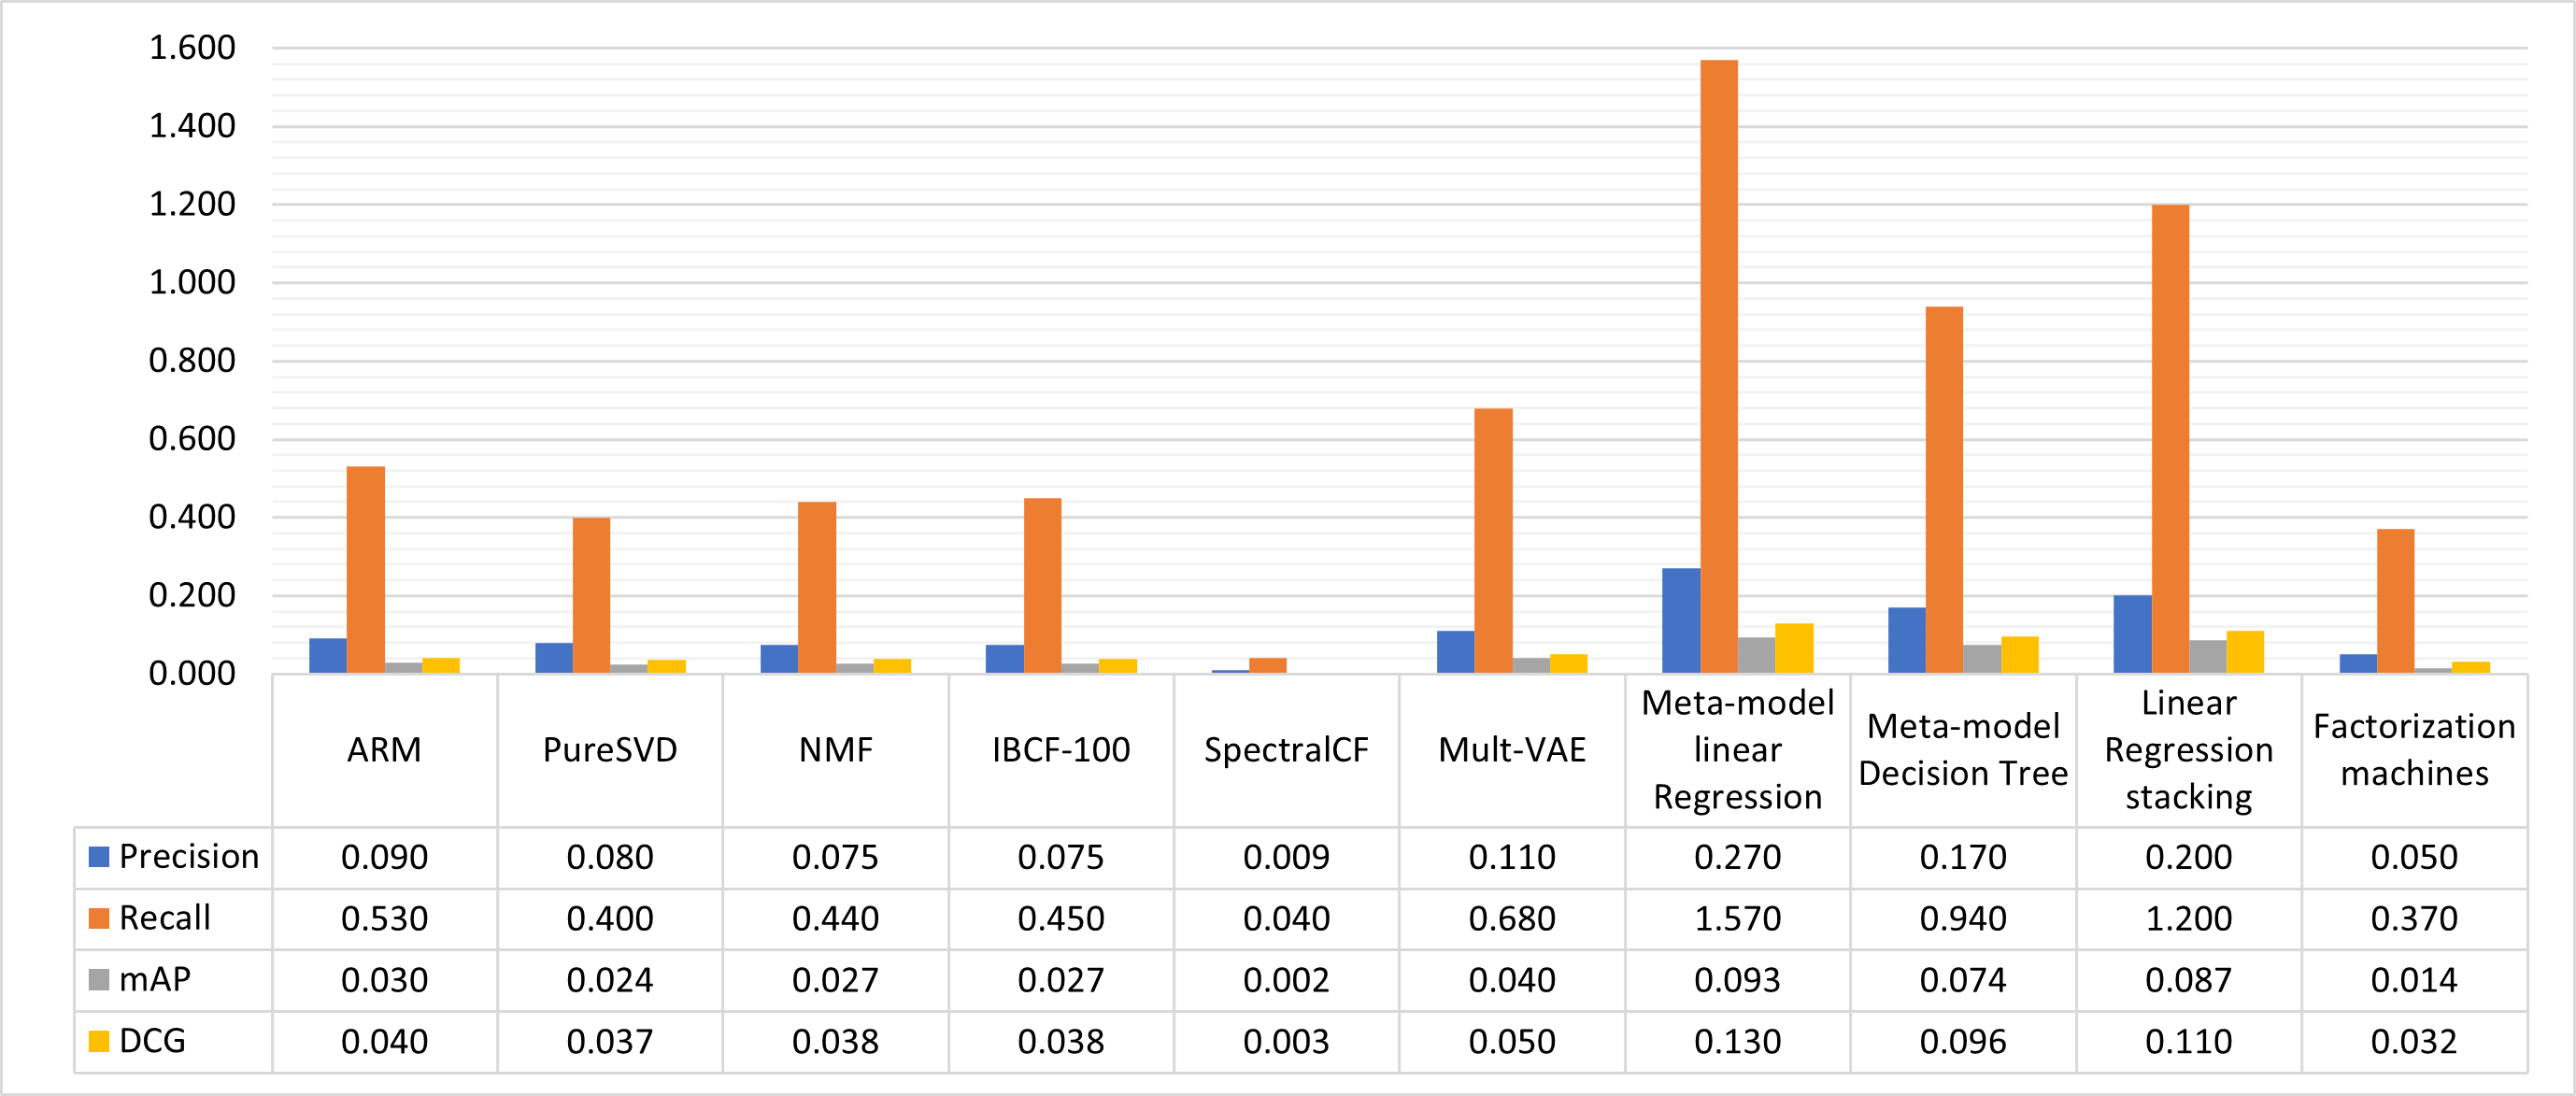 1.600
1.400
1.200
1.000
0.800
0.600
0.400
0.200
0.000
ARM
PureSVD
NMF
IBCF-100
SpectralCF
Mult-VAE
Meta-model
linear
Regression
Meta-model
Decision Tree
Linear
Regression
stacking
Factorization
machines
Precision 0.090 0.080 0.075 0.075 0.009 0.110 0.270 0.170 0.200 0.050
Recall 0.530 0.400 0.440 0.450 0.040 0.680 1.570 0.940 1.200 0.370
mAP 0.030 0.024 0.027 0.027 0.002 0.040 0.093 0.074 0.087 0.014
DCG 0.040 0.037 0.038 0.038 0.003 0.050 0.130 0.096 0.110 0.032